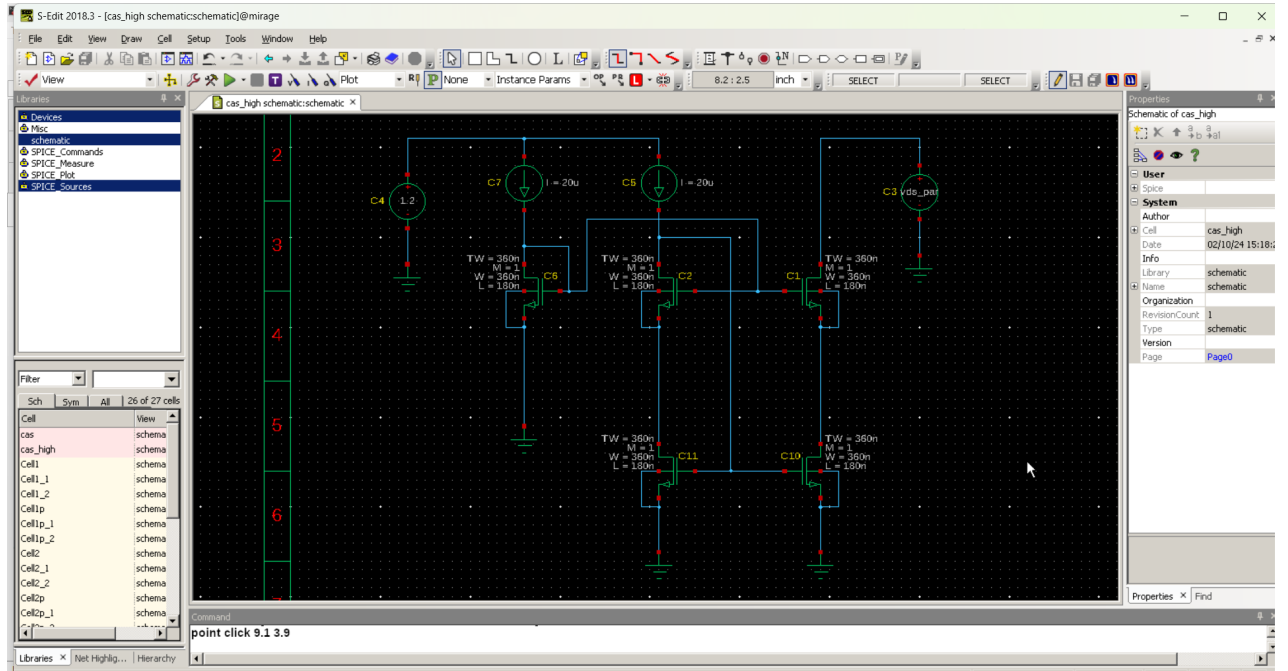 S-Edit 2018.3 - [cas_high schematic:schematic]@mirage
File Edit View Draw Cell Setup Tools Window Help
View
Plot
None
Instance Params
8.2 : 2.5
inch
SELECT
SELECT
Libraries
Devices
Misc
schematic
SPICE_Commands
SPICE_Measure
SPICE_Plot
SPICE_Sources
Filter
Sch Sym All 26 of 27 cells
Cell View
cas schema
cas_high schema
Cell1 schema
Cell1_1 schema
Cell1_2 schema
Cell1p schema
Cell1p_1 schema
Cell1p_2 schema
Cell2 schema
Cell2_1 schema
Cell2_2 schema
Cell2p schema
Cell2p_1 schema
Libraries Net Highlig... Hierarchy
cas_high schematic:schematic
2
3
4
5
6
C4 1.2
C7 I = 20u
C5 I = 20u
C3 vds_par
TW = 360n
M = 1
W = 360n
L = 180n
C6
TW = 360n
M = 1
W = 360n
L = 180n
C2
C1
TW = 360n
M = 1
W = 360n
L = 180n
TW = 360n
M = 1
W = 360n
L = 180n
C11
C10
TW = 360n
M = 1
W = 360n
L = 180n
Command
point click 9.1 3.9
Properties
Schematic of cas_high
User
Spice
System
Author
Cell cas_high
Date 02/10/24 15:18:2
Info
Library schematic
Name schematic
Organization
RevisionCount 1
Type schematic
Version
Page Page0
Properties Find